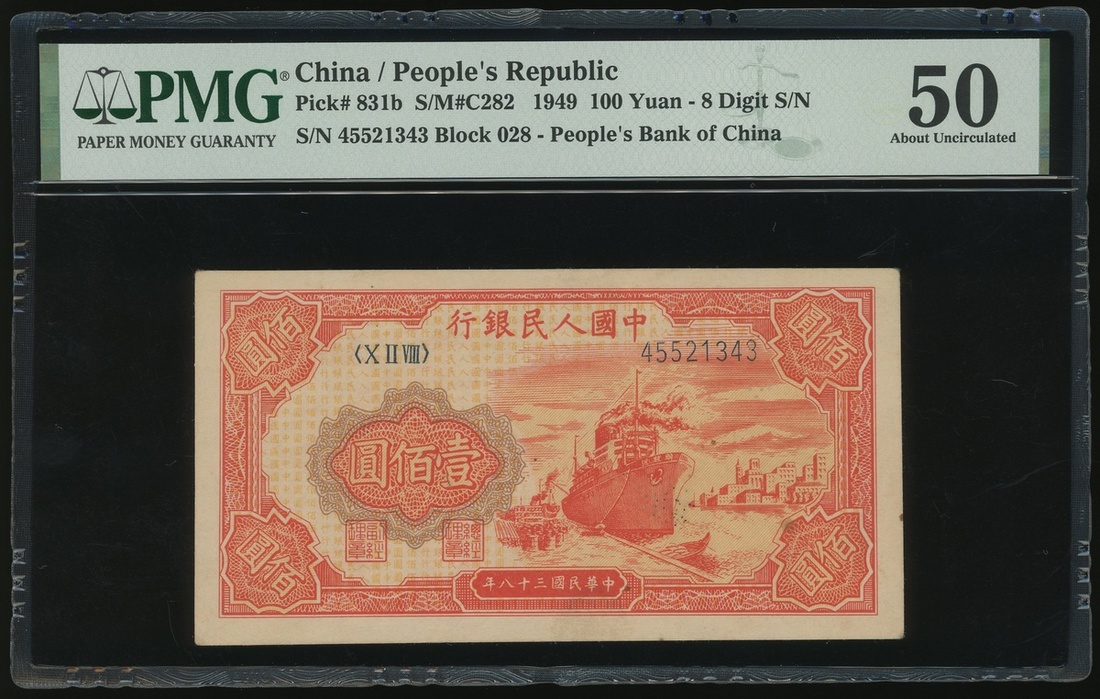 PMG®
PAPER MONEY GUARANTY
China / People's Republic
Pick# 831b S/M#C282 1949 100 Yuan - 8 Digit S/N
S/N 45521343 Block 028 - People's Bank of China
50
About Uncirculated
行銀民人國中
〈X II VIII〉
45521343
圓佰
圓佰
圓佰壹
圓佰
圓佰
年八十三國民華中